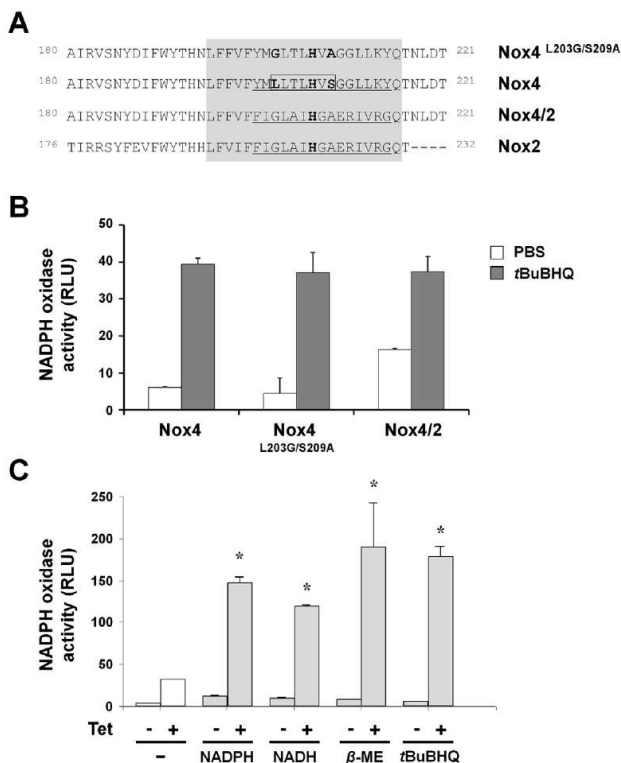 A
180 AIRVSNYDIFWYTHNLFFVFYMGLTLHVAGGLLKYQTNLDT 221 Nox4 L203G/S209A
180 AIRVSNYDIFWYTHNLFFVFYMLLTLHVSGGLLKYQTNLDT 221 Nox4
180 AIRVSNYDIFWYTHNLFFVFFIGLAIHGAERIVRGQTNLDT 221 Nox4/2
176 TIRRSYFEVFWYTHHLFVIFFIGLAIHGAERIVRGQT---- 232 Nox2
B
NADPH oxidase
activity (RLU)
50
40
30
20
10
0
PBS
tBuBHQ
Nox4 Nox4 Nox4/2
L203G/S209A
C
NADPH oxidase
activity (RLU)
250
200
150
100
50
0
* * * *
Tet - + - + - + - + - +
– NADPH NADH β-ME tBuBHQ